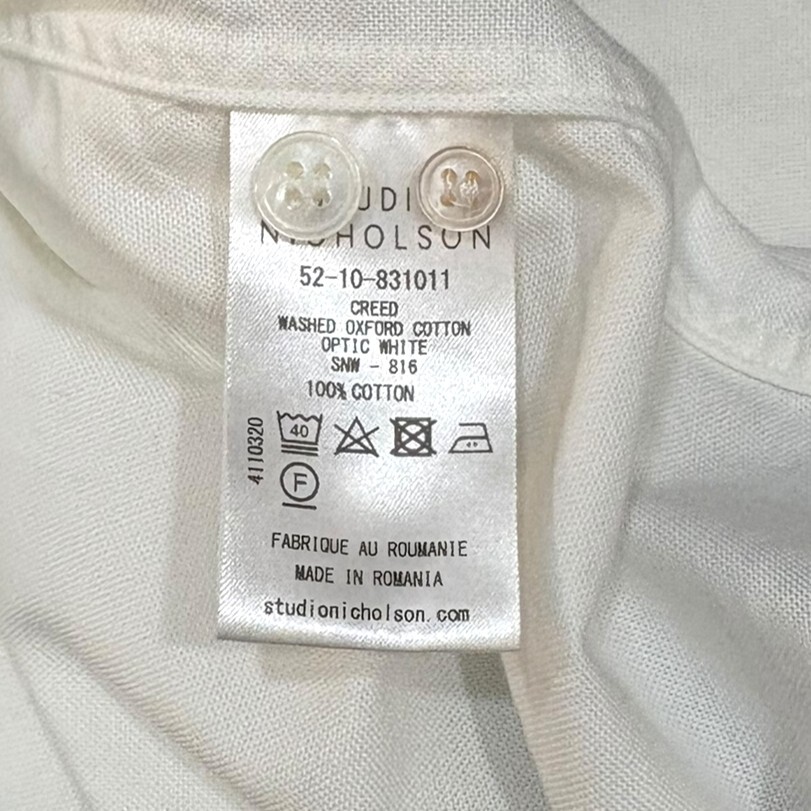 STUDIO
NICHOLSON
52-10-831011
CREED
WASHED OXFORD COTTON
OPTIC WHITE
SNW - 816
100% COTTON
4110320
40
F
FABRIQUE AU ROUMANIE
MADE IN ROMANIA
studionicholson.com